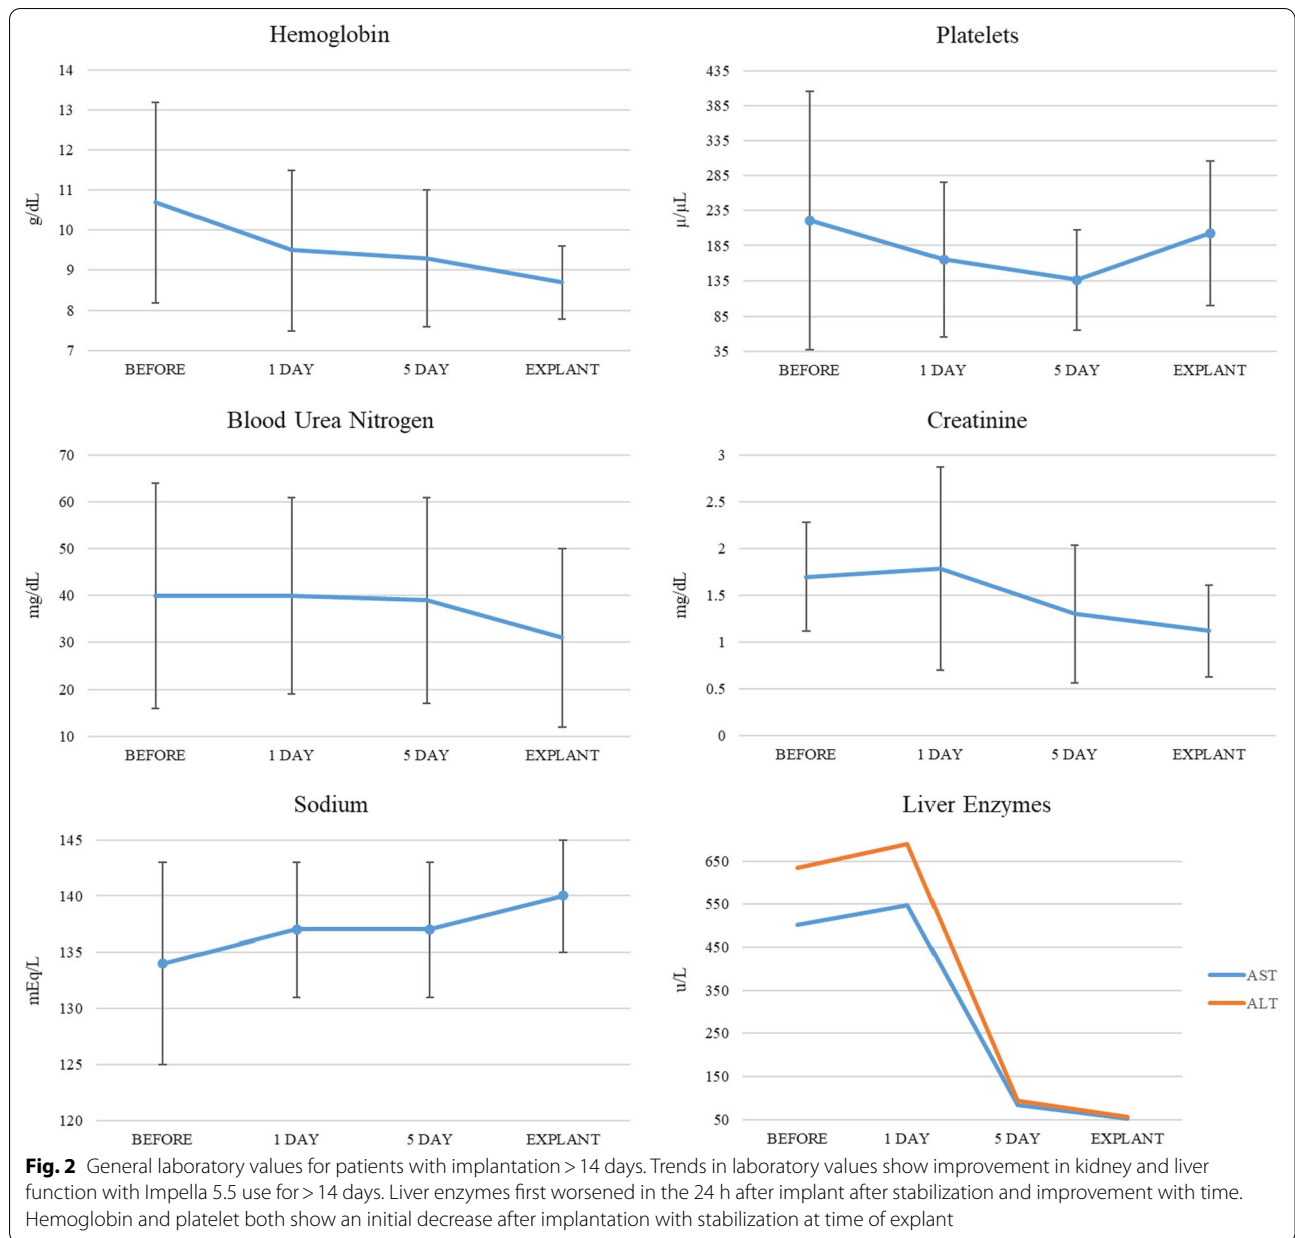 Hemoglobin
14
13
12
11
10
9
8
7
g/dL
BEFORE 1 DAY 5 DAY EXPLANT
Platelets
435
385
335
285
235
185
135
85
35
µ/µL
BEFORE 1 DAY 5 DAY EXPLANT
Blood Urea Nitrogen
70
60
50
40
30
20
10
mg/dL
BEFORE 1 DAY 5 DAY EXPLANT
Creatinine
3
2.5
2
1.5
1
0.5
0
mg/dL
BEFORE 1 DAY 5 DAY EXPLANT
Sodium
145
140
135
130
125
120
mEq/L
BEFORE 1 DAY 5 DAY EXPLANT
Liver Enzymes
650
550
450
350
250
150
50
u/L
BEFORE 1 DAY 5 DAY EXPLANT
AST
ALT
Fig. 2 General laboratory values for patients with implantation > 14 days. Trends in laboratory values show improvement in kidney and liver
function with Impella 5.5 use for > 14 days. Liver enzymes first worsened in the 24 h after implant after stabilization and improvement with time.
Hemoglobin and platelet both show an initial decrease after implantation with stabilization at time of explant